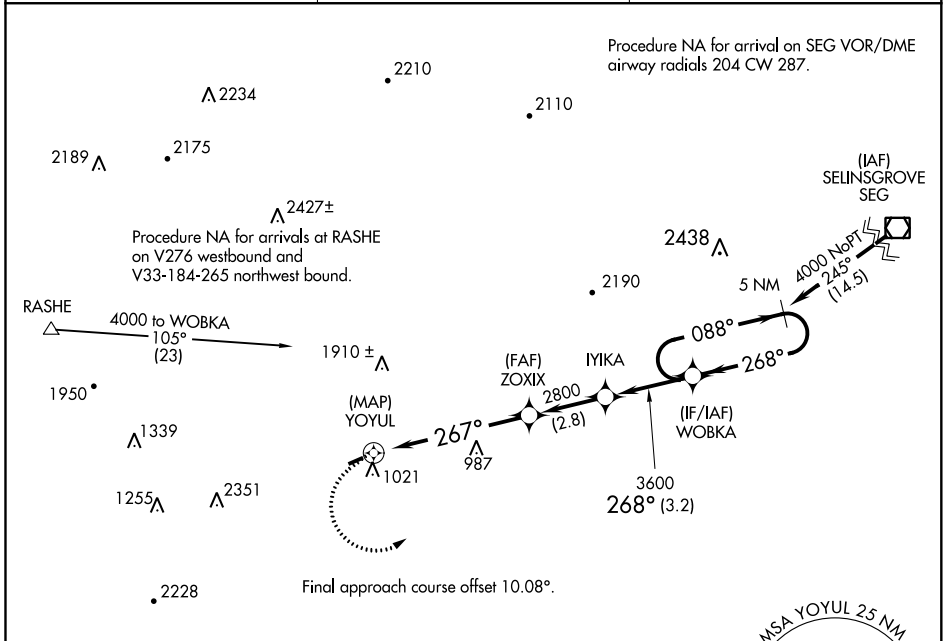 Procedure NA for arrival on SEG VOR/DME
airway radials 204 CW 287.
2210
2234
2110
2175
2189
(IAF)
SELINSGROVE
SEG
2427±
Procedure NA for arrivals at RASHE
on V276 westbound and
V33-184-265 northwest bound.
2438
4000 NoPT
245°
(14.5)
5 NM
2190
RASHE
4000 to WOBKA
105°
(23)
088°
1910 ±
(FAF)
ZOXIX
IYIKA
268°
1950
2800
(2.8)
(MAP)
YOYUL
(IF/IAF)
WOBKA
267°
1339
987
1021
3600
268° (3.2)
1255
2351
Final approach course offset 10.08°.
2228
MSA YOYUL 25 NM